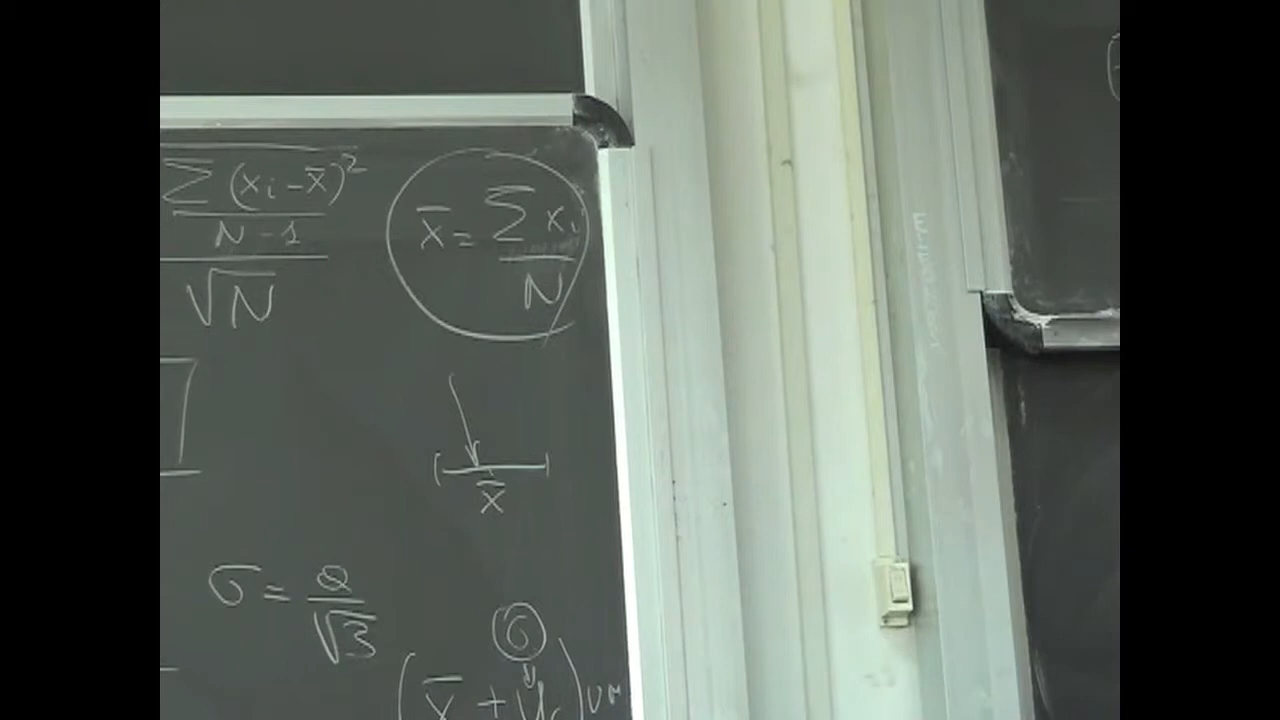 ∑ (xᵢ - x̄)²
N - 1
√N
x̄ = ∑ xᵢ
N
x̄
σ = a
√3
σ
(x̄ +